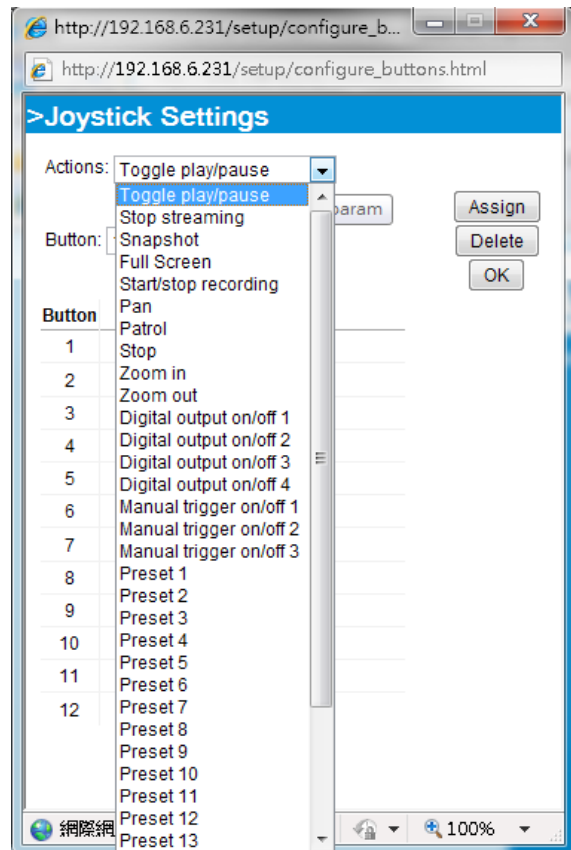 http://192.168.6.231/setup/configure_b...
http://192.168.6.231/setup/configure_buttons.html
>Joystick Settings
Actions: Toggle play/pause
Toggle play/pause
param
Assign
Stop streaming
Button:
Snapshot
Delete
Full Screen
OK
Start/stop recording
Button
Pan
Patrol
1
Stop
2
Zoom in
Zoom out
3
Digital output on/off 1
4
Digital output on/off 2
Digital output on/off 3
5
Digital output on/off 4
6
Manual trigger on/off 1
Manual trigger on/off 2
7
Manual trigger on/off 3
8
Preset 1
Preset 2
9
Preset 3
10
Preset 4
Preset 5
11
Preset 6
12
Preset 7
Preset 8
Preset 9
Preset 10
Preset 11
Preset 12
網際網
100%
Preset 13